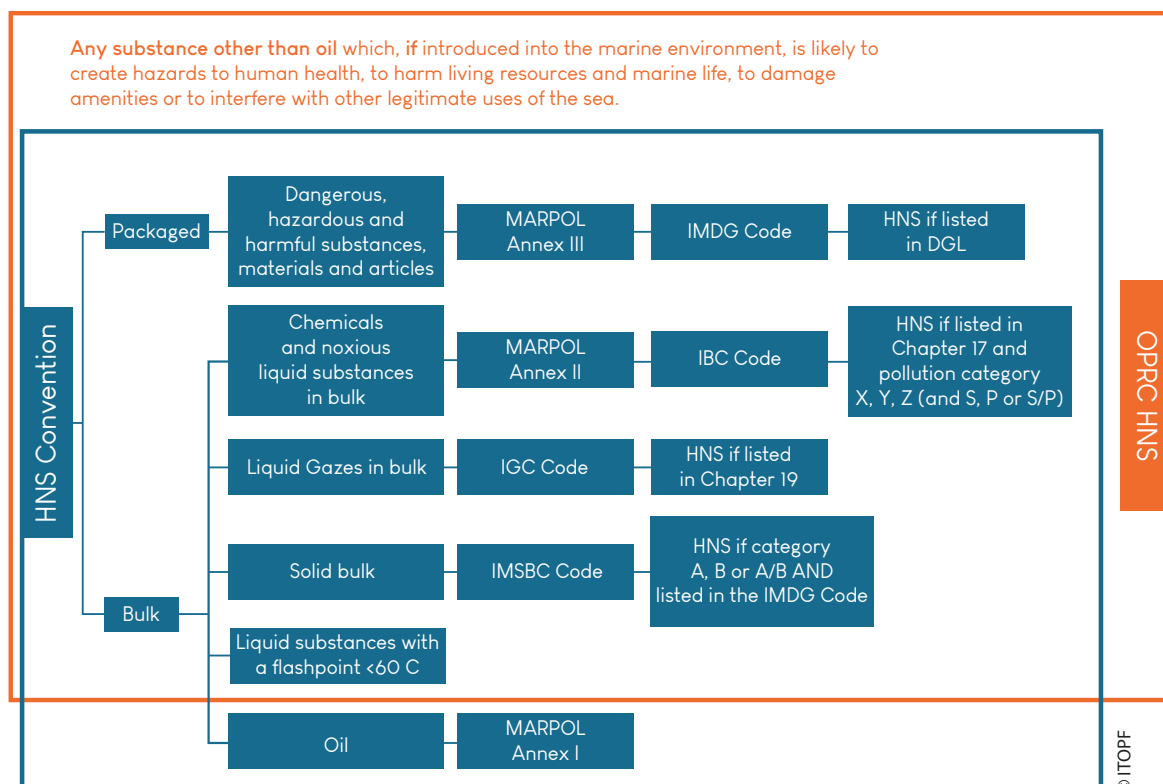 Any substance other than oil which, if introduced into the marine environment, is likely to
create hazards to human health, to harm living resources and marine life, to damage
amenities or to interfere with other legitimate uses of the sea.
HNS Convention
Packaged
Dangerous,
hazardous and
harmful substances,
materials and articles
MARPOL
Annex III
IMDG Code
HNS if listed
in DGL
Chemicals
and noxious
liquid substances
in bulk
MARPOL
Annex II
IBC Code
HNS if listed in
Chapter 17 and
pollution category
X, Y, Z (and S, P or S/P)
Liquid Gazes in bulk
IGC Code
HNS if listed
in Chapter 19
Solid bulk
IMSBC Code
HNS if category
A, B or A/B AND
listed in the IMDG Code
Bulk
Liquid substances with
a flashpoint <60 C
Oil
MARPOL
Annex I
OPRC HNS
©ITOPF